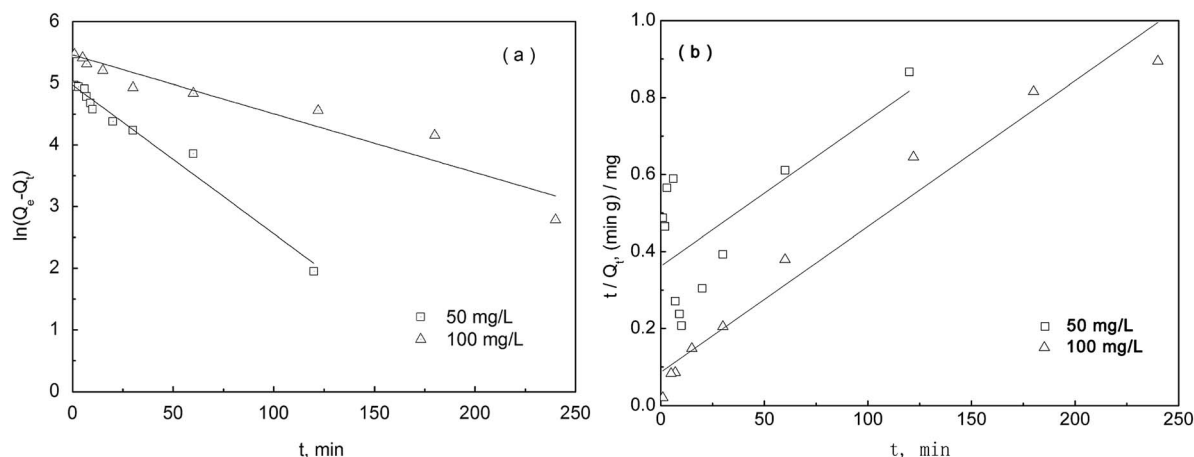 6
5
4
3
2
1
0
ln(Qe-Qt)
( a )
50 mg/L
100 mg/L
0 50 100 150 200 250
t, min
1.0
0.8
0.6
0.4
0.2
0.0
t / Qt, (min g) / mg
( b )
50 mg/L
100 mg/L
0 50 100 150 200 250
t, min